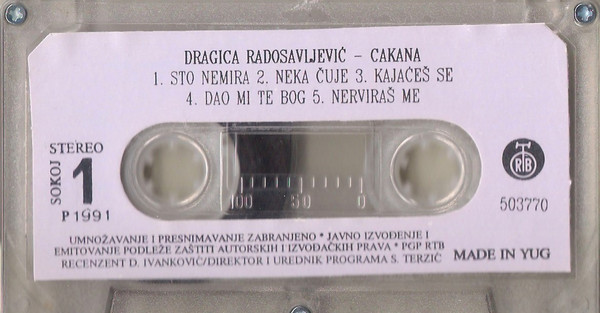 DRAGICA RADOSAVLJEVIĆ - CAKANA
1. STO NEMIRA 2. NEKA ČUJE 3. KAJAĆEŠ SE
4. DAO MI TE BOG 5. NERVIRAŠ ME
SOKOJ
STEREO
1
P 1991
100 50 0
RTB
503770
UMNOŽAVANJE I PRESNIMAVANJE ZABRANJENO * JAVNO IZVOĐENJE I
EMITOVANJE PODLEŽE ZAŠTITI AUTORSKIH I IZVOĐAČKIH PRAVA * PGP RTB
RECENZENT D. IVANKOVIĆ/DIREKTOR I UREDNIK PROGRAMA S. TERZIĆ
MADE IN YUG